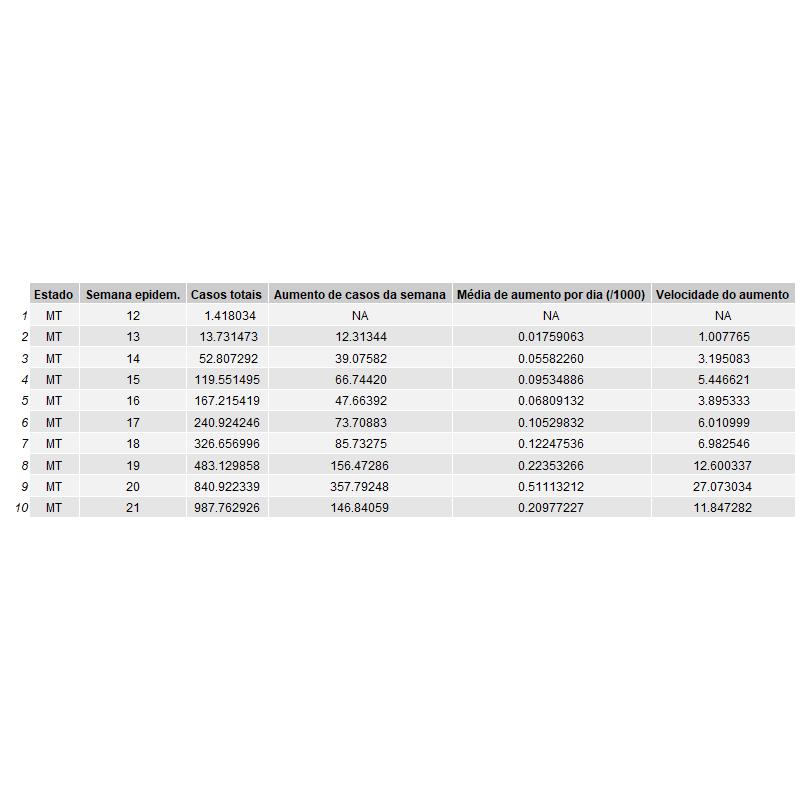 Estado Semana epidem. Casos totais Aumento de casos da semana Média de aumento por dia (/1000) Velocidade do aumento
1 MT 12 1.418034 NA NA NA
2 MT 13 13.731473 12.31344 0.01759063 1.007765
3 MT 14 52.807292 39.07582 0.05582260 3.195083
4 MT 15 119.551495 66.74420 0.09534886 5.446621
5 MT 16 167.215419 47.66392 0.06809132 3.895333
6 MT 17 240.924246 73.70883 0.10529832 6.010999
7 MT 18 326.656996 85.73275 0.12247536 6.982546
8 MT 19 483.129858 156.47286 0.22353266 12.600337
9 MT 20 840.922339 357.79248 0.51113212 27.073034
10 MT 21 987.762926 146.84059 0.20977227 11.847282